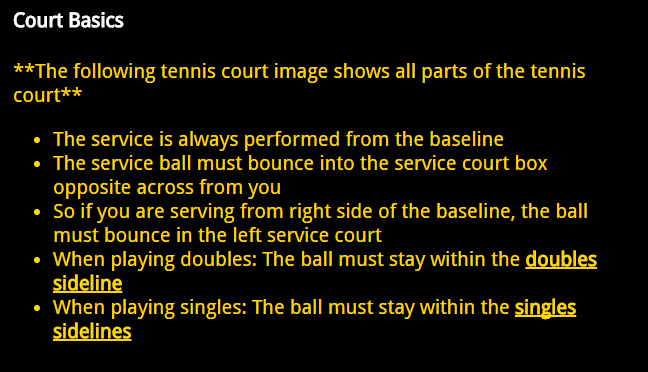 Court Basics
**The following tennis court image shows all parts of the tennis
court**
• The service is always performed from the baseline
• The service ball must bounce into the service court box
opposite across from you
• So if you are serving from right side of the baseline, the ball
must bounce in the left service court
• When playing doubles: The ball must stay within the doubles
sideline
• When playing singles: The ball must stay within the singles
sidelines